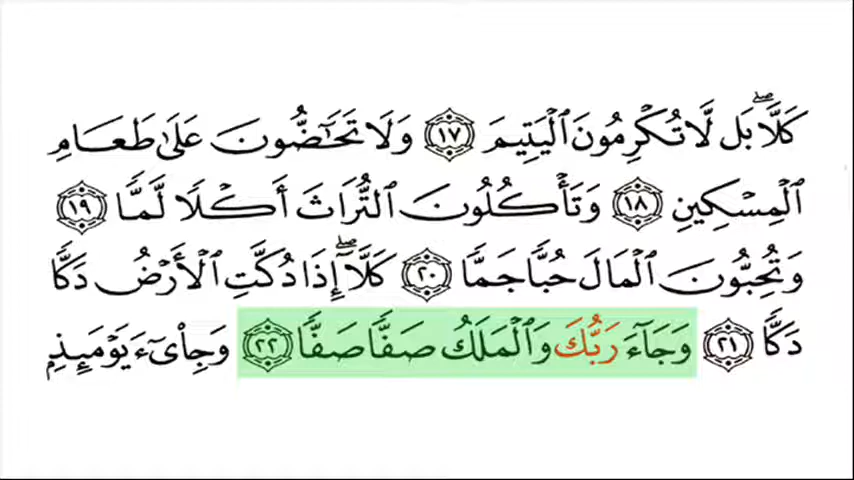 كَلَّاۖ بَل لَّا تُكْرِمُونَ ٱلْيَتِيمَ ١٧ وَلَا تَحَٰٓضُّونَ عَلَىٰ طَعَامِ
ٱلْمِسْكِينِ ١٨ وَتَأْكُلُونَ ٱلتُّرَاثَ أَكْلًا لَّمًّا ١٩
وَتُحِبُّونَ ٱلْمَالَ حُبًّا جَمًّا ٢٠ كَلَّآۖ إِذَا دُكَّتِ ٱلْأَرْضُ دَكًّا
دَكًّا ٢١ وَجَآءَ رَبُّكَ وَٱلْمَلَكُ صَفًّا صَفًّا ٢٢ وَجِا۟ىٓءَ يَوْمَئِذٍۭ